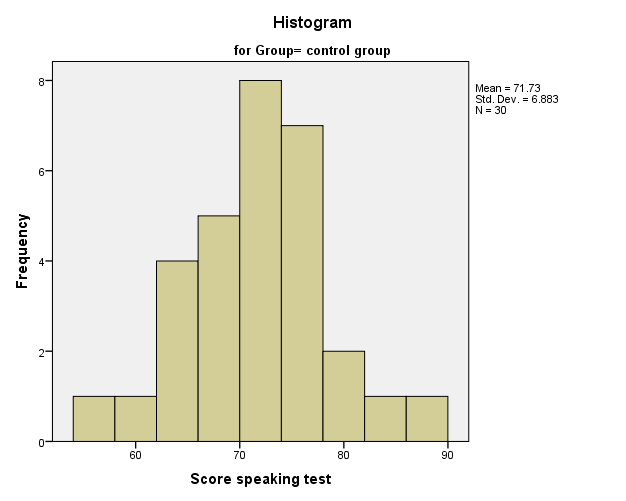 Histogram
for Group= control group
Mean = 71.73
Std. Dev. = 6.883
N = 30
Frequency
8
6
4
2
0
60 70 80 90
Score speaking test